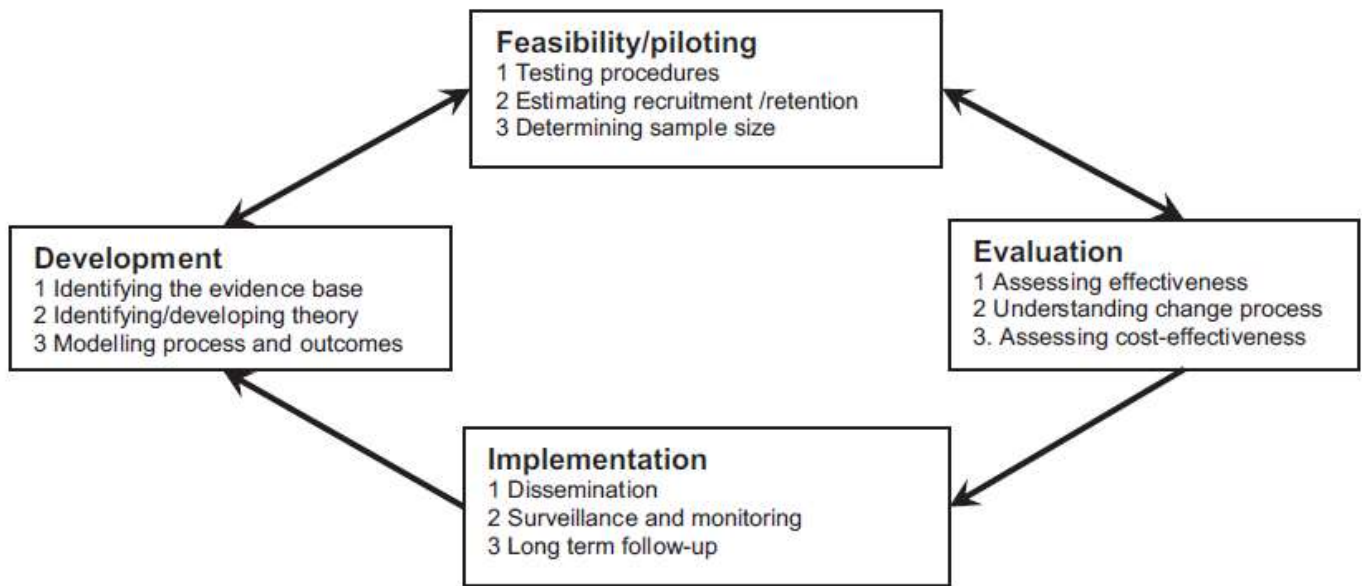 Feasibility/piloting
1 Testing procedures
2 Estimating recruitment /retention
3 Determining sample size
Development
1 Identifying the evidence base
2 Identifying/developing theory
3 Modelling process and outcomes
Evaluation
1 Assessing effectiveness
2 Understanding change process
3. Assessing cost-effectiveness
Implementation
1 Dissemination
2 Surveillance and monitoring
3 Long term follow-up